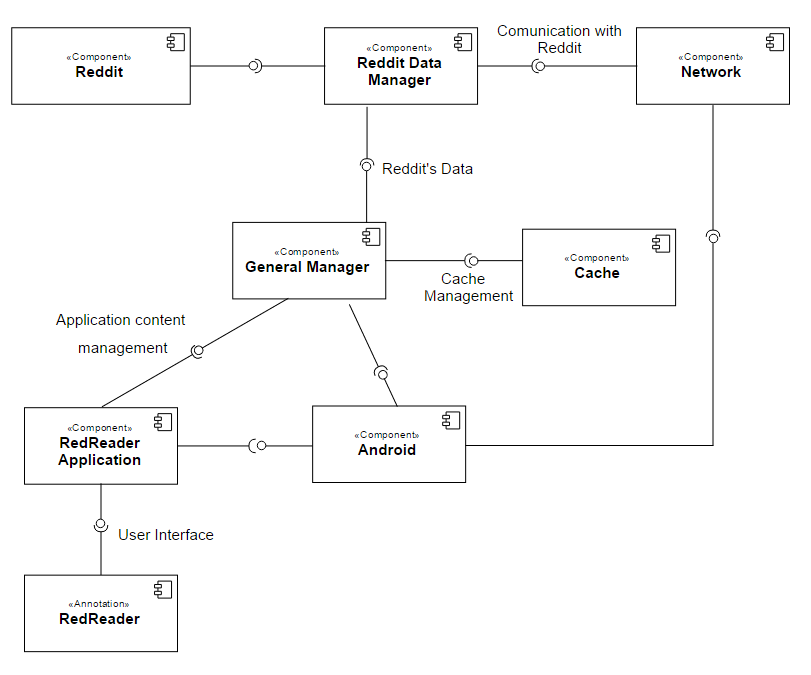 «Component»
Reddit
«Component»
Reddit Data
Manager
Comunication with
Reddit
«Component»
Network
Reddit's Data
«Component»
General Manager
«Component»
Cache
Cache
Management
Application content
management
«Component»
RedReader
Application
«Component»
Android
User Interface
«Annotation»
RedReader